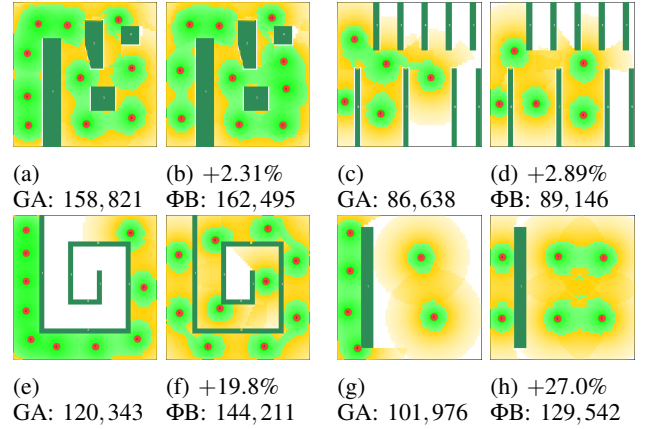 (a)
GA: 158,821
(b) +2.31%
ΦB: 162,495
(c)
GA: 86,638
(d) +2.89%
ΦB: 89,146
(e)
GA: 120,343
(f) +19.8%
ΦB: 144,211
(g)
GA: 101,976
(h) +27.0%
ΦB: 129,542